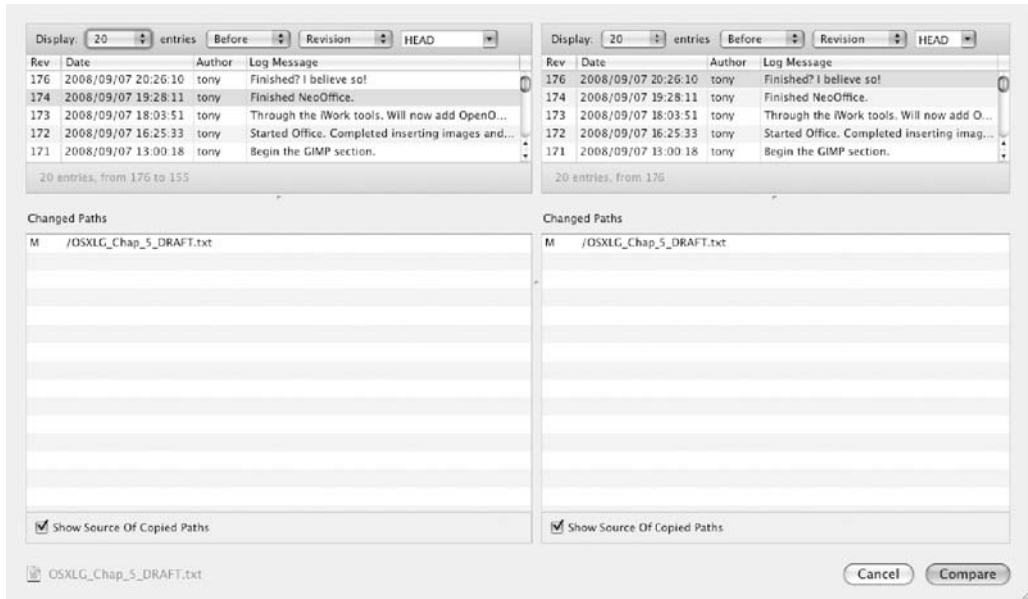 Display: 20 entries Before Revision HEAD
Rev Date Author Log Message
176 2008/09/07 20:26:10 tony Finished? I believe so!
174 2008/09/07 19:28:11 tony Finished NeoOffice.
173 2008/09/07 18:03:51 tony Through the iWork tools. Will now add OpenO...
172 2008/09/07 16:25:33 tony Started Office. Completed inserting images and...
171 2008/09/07 13:00:18 tony Begin the GIMP section.
20 entries, from 176 to 155
Changed Paths
M /OSXLG_Chap_5_DRAFT.txt
Show Source Of Copied Paths
Display: 20 entries Before Revision HEAD
Rev Date Author Log Message
176 2008/09/07 20:26:10 tony Finished? I believe so!
174 2008/09/07 19:28:11 tony Finished NeoOffice.
173 2008/09/07 18:03:51 tony Through the iWork tools. Will now add O...
172 2008/09/07 16:25:33 tony Started Office. Completed inserting imag...
171 2008/09/07 13:00:18 tony Begin the GIMP section.
20 entries, from 176
Changed Paths
M /OSXLG_Chap_5_DRAFT.txt
Show Source Of Copied Paths
OSXLG_Chap_5_DRAFT.txt
Cancel Compare